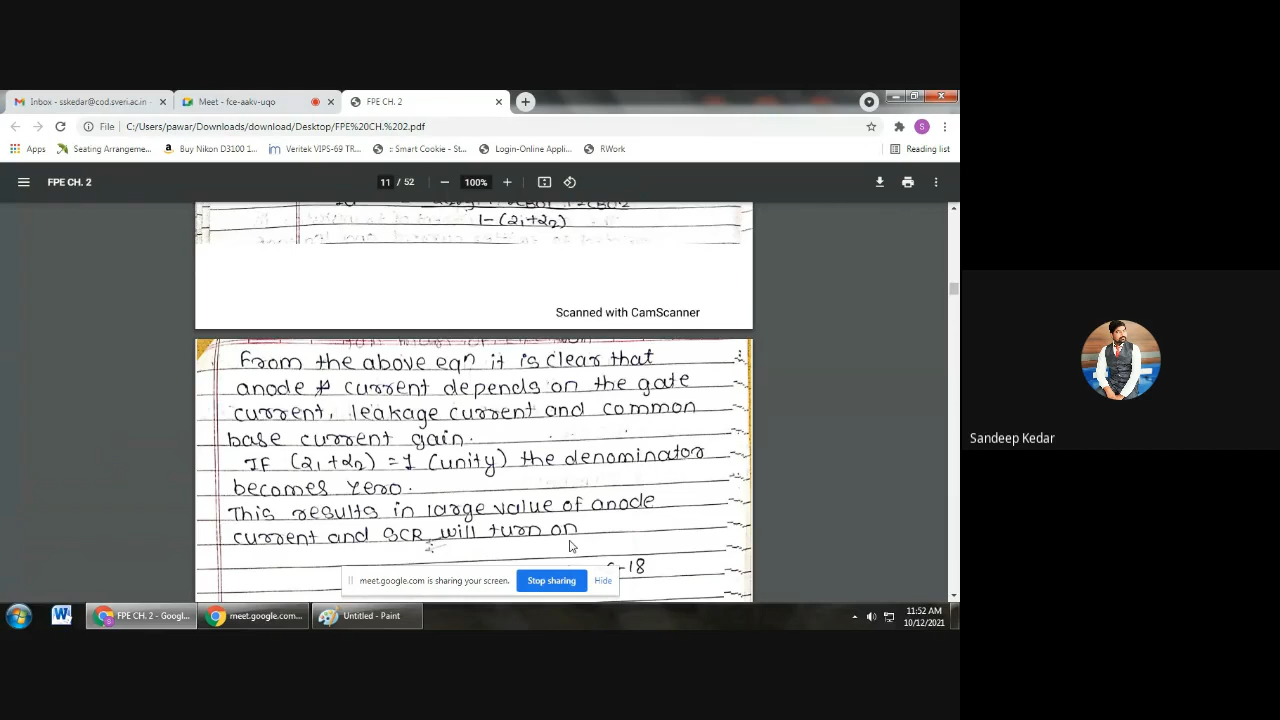 Inbox - sskedar@cod.sveri.ac.in -
Meet - fce-aakv-uqo
FPE CH. 2
File C:/Users/pawar/Downloads/download/Desktop/FPE%20CH.%202.pdf
S
Apps Seating Arrangeme... Buy Nikon D3100 1... Veritek VIPS-69 TR... :: Smart Cookie - St... Login-Online Appli... RWork Reading list
FPE CH. 2 11 / 52 100%
1-(2,+22)
Scanned with CamScanner
From the above eqn it is clear that
anode current depends on the gate
current, leakage current and common
base current gain.
IF (2,+22) =1 (unity) the denominator
becomes zero.
This results in large value of anode
current and SCR will turn on
-18
meet.google.com is sharing your screen. Stop sharing Hide
Sandeep Kedar
FPE CH. 2 - Googl... meet.google.com... Untitled - Paint
11:52 AM
10/12/2021